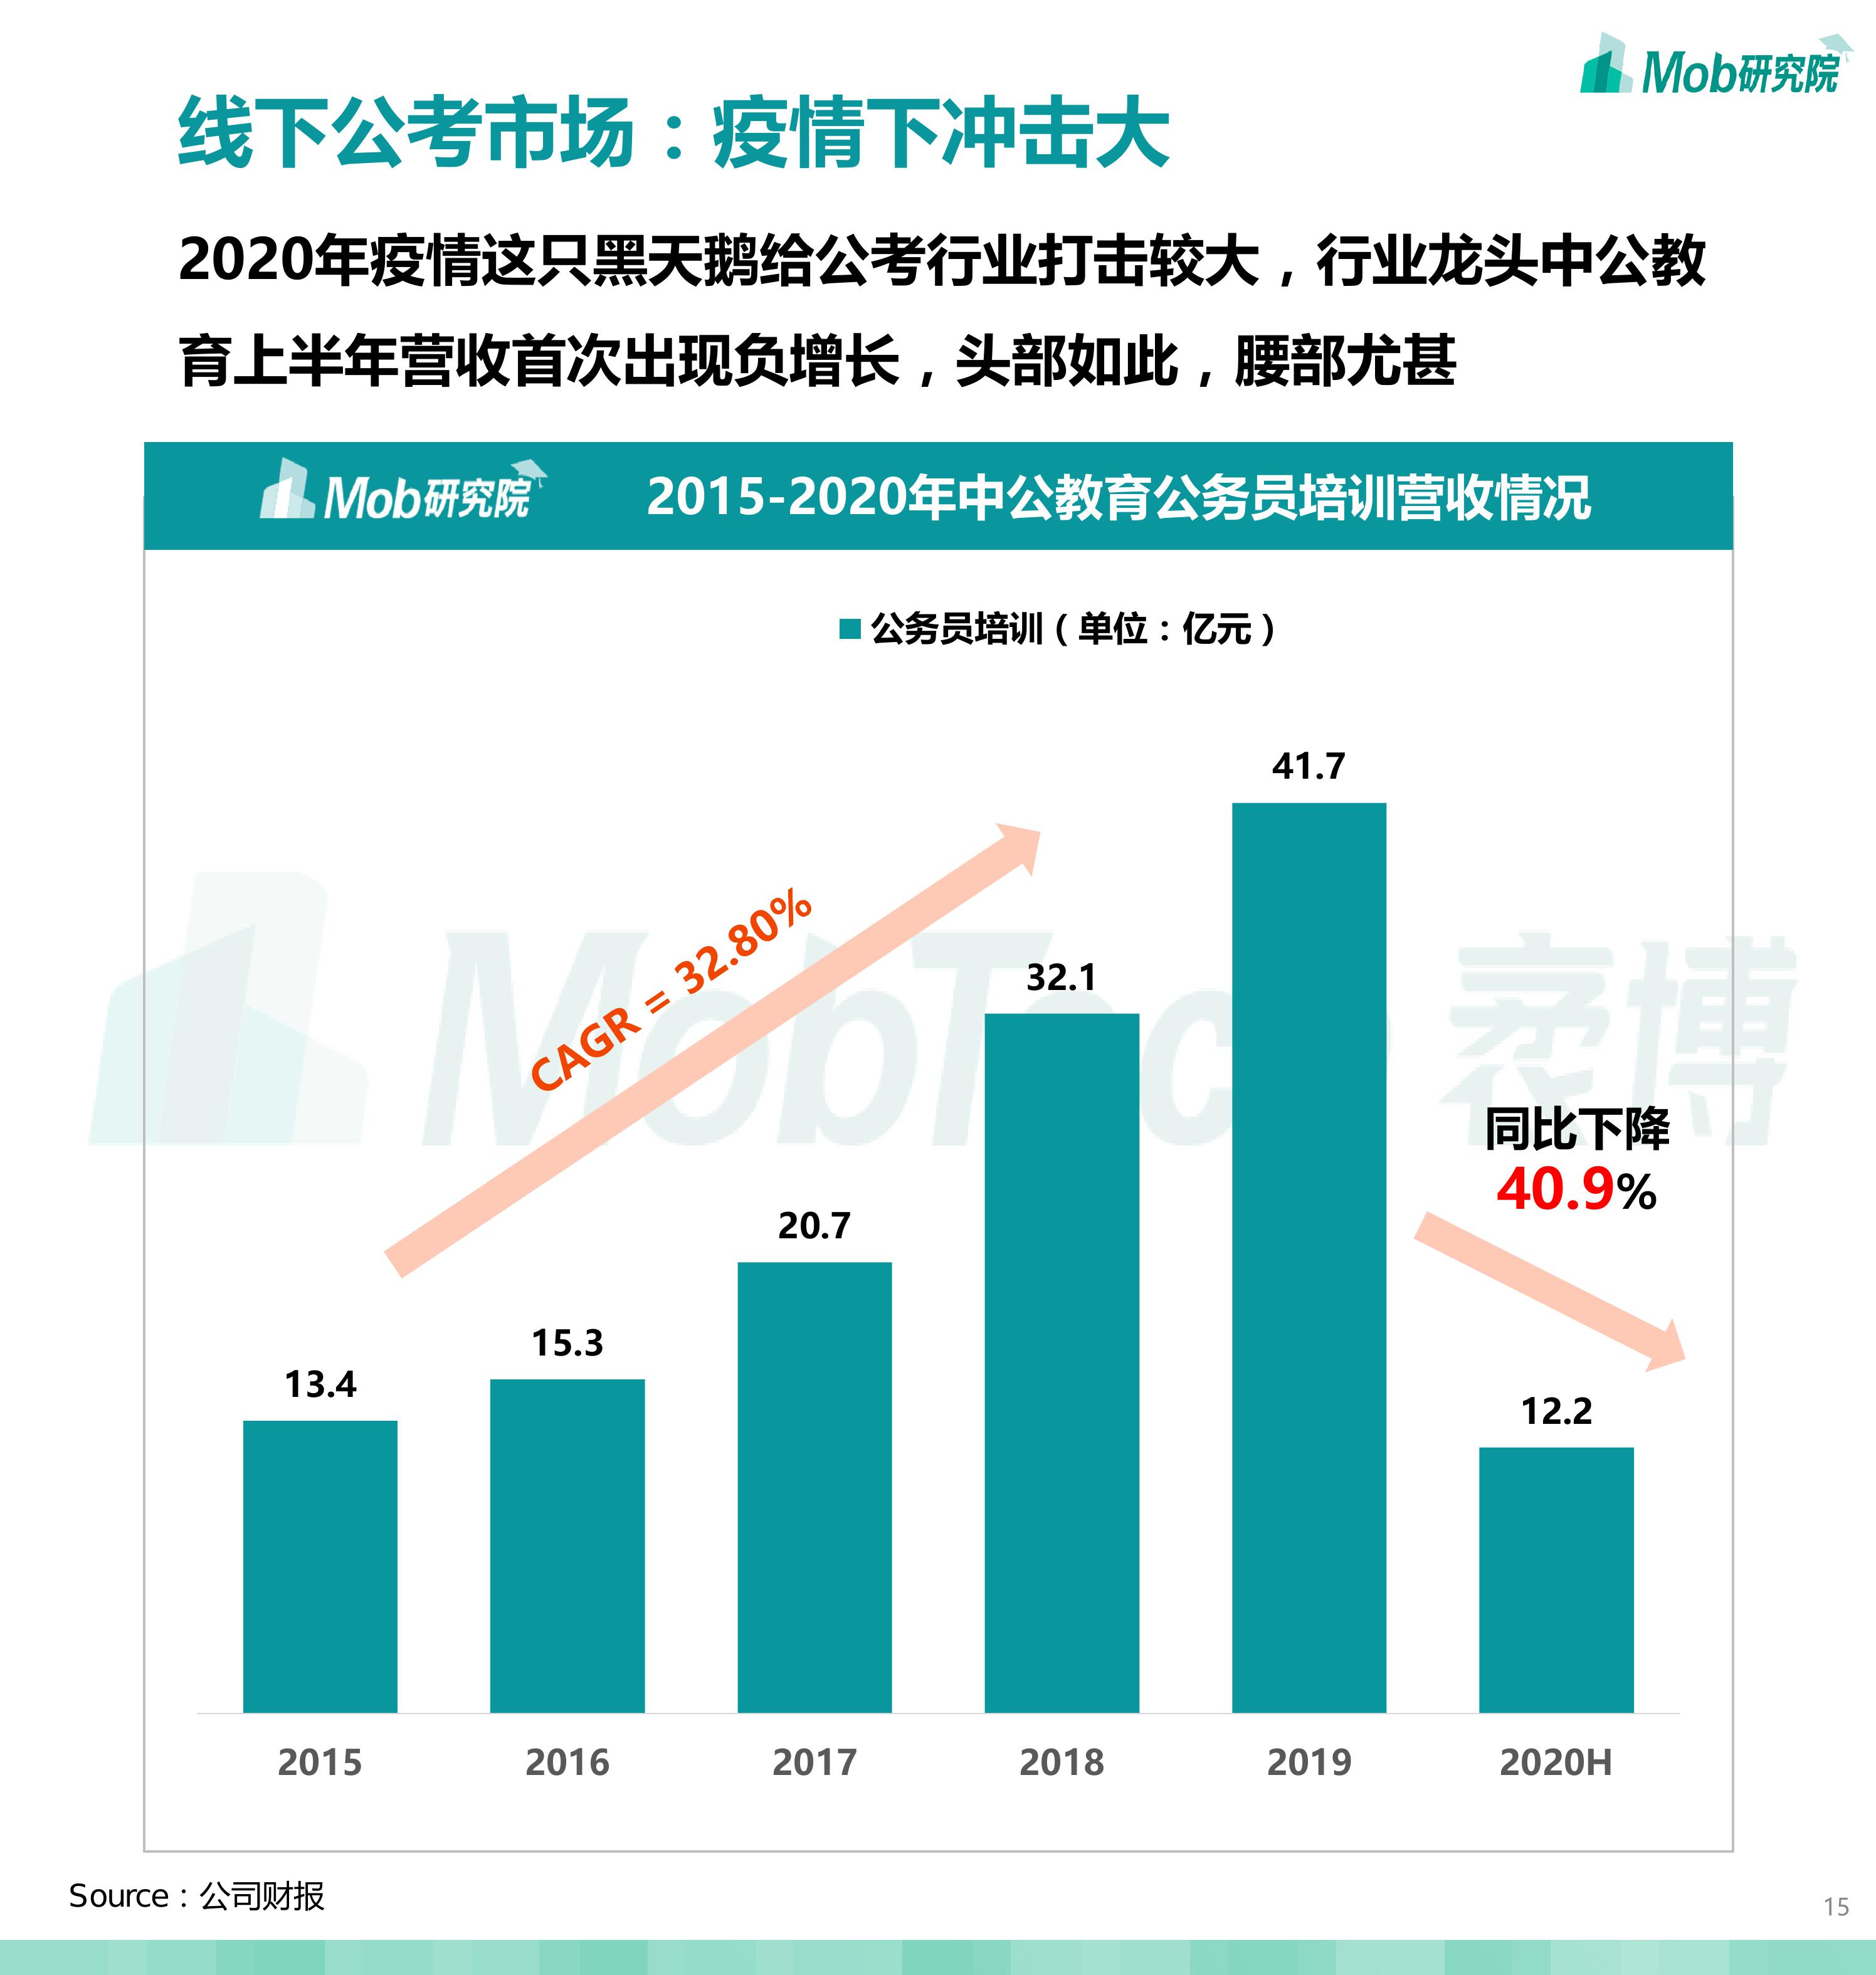 Mob研究院
线下公考市场：疫情下冲击大
2020年疫情这只黑天鹅给公考行业打击较大，行业龙头中公教
育上半年营收首次出现负增长，头部如此，腰部尤甚
Mob研究院
2015-2020年中公教育公务员培训营收情况
公务员培训（单位：亿元）
41.7
CAGR = 32.80%
32.1
MobTech 袤博
同比下降
40.9%
20.7
15.3
13.4
12.2
2015
2016
2017
2018
2019
2020H
Source：公司财报
15